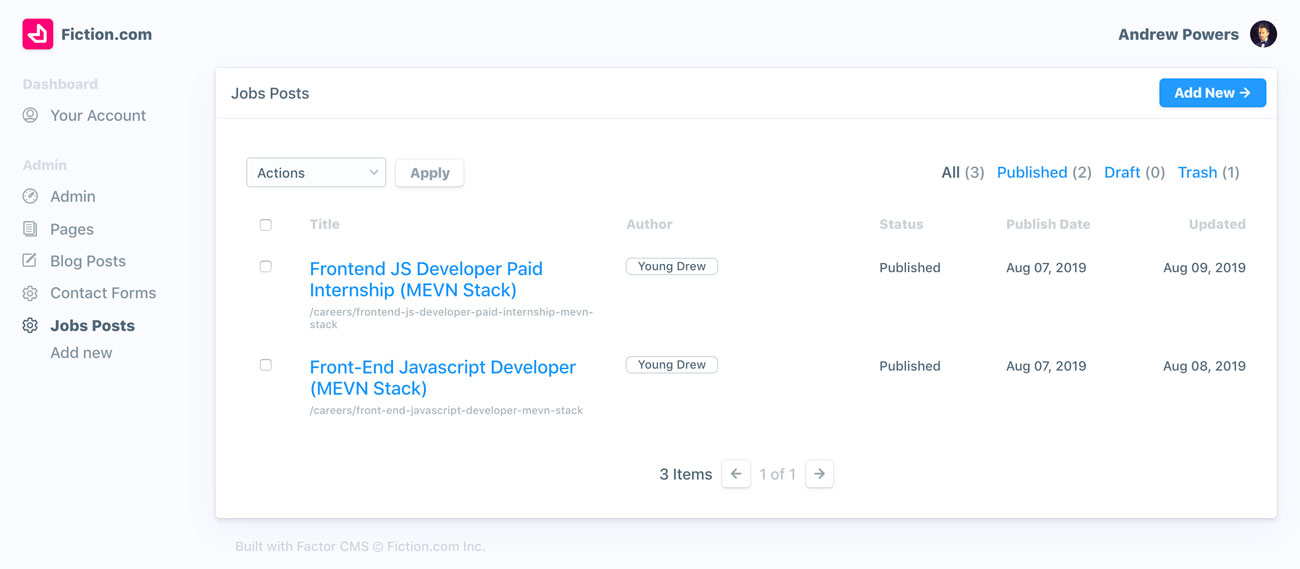 Fiction.com
Andrew Powers
Dashboard
Your Account
Admin
Admin
Pages
Blog Posts
Contact Forms
Jobs Posts
Add new
Jobs Posts
Add New →
Actions
Apply
All (3) Published (2) Draft (0) Trash (1)
Title Author Status Publish Date Updated
Frontend JS Developer Paid Young Drew Published Aug 07, 2019 Aug 09, 2019
Internship (MEVN Stack)
/careers/frontend-js-developer-paid-internship-mevn-
stack
Front-End Javascript Developer Young Drew Published Aug 07, 2019 Aug 08, 2019
(MEVN Stack)
/careers/front-end-javascript-developer-mevn-stack
3 Items ← 1 of 1 →
Built with Factor CMS © Fiction.com Inc.